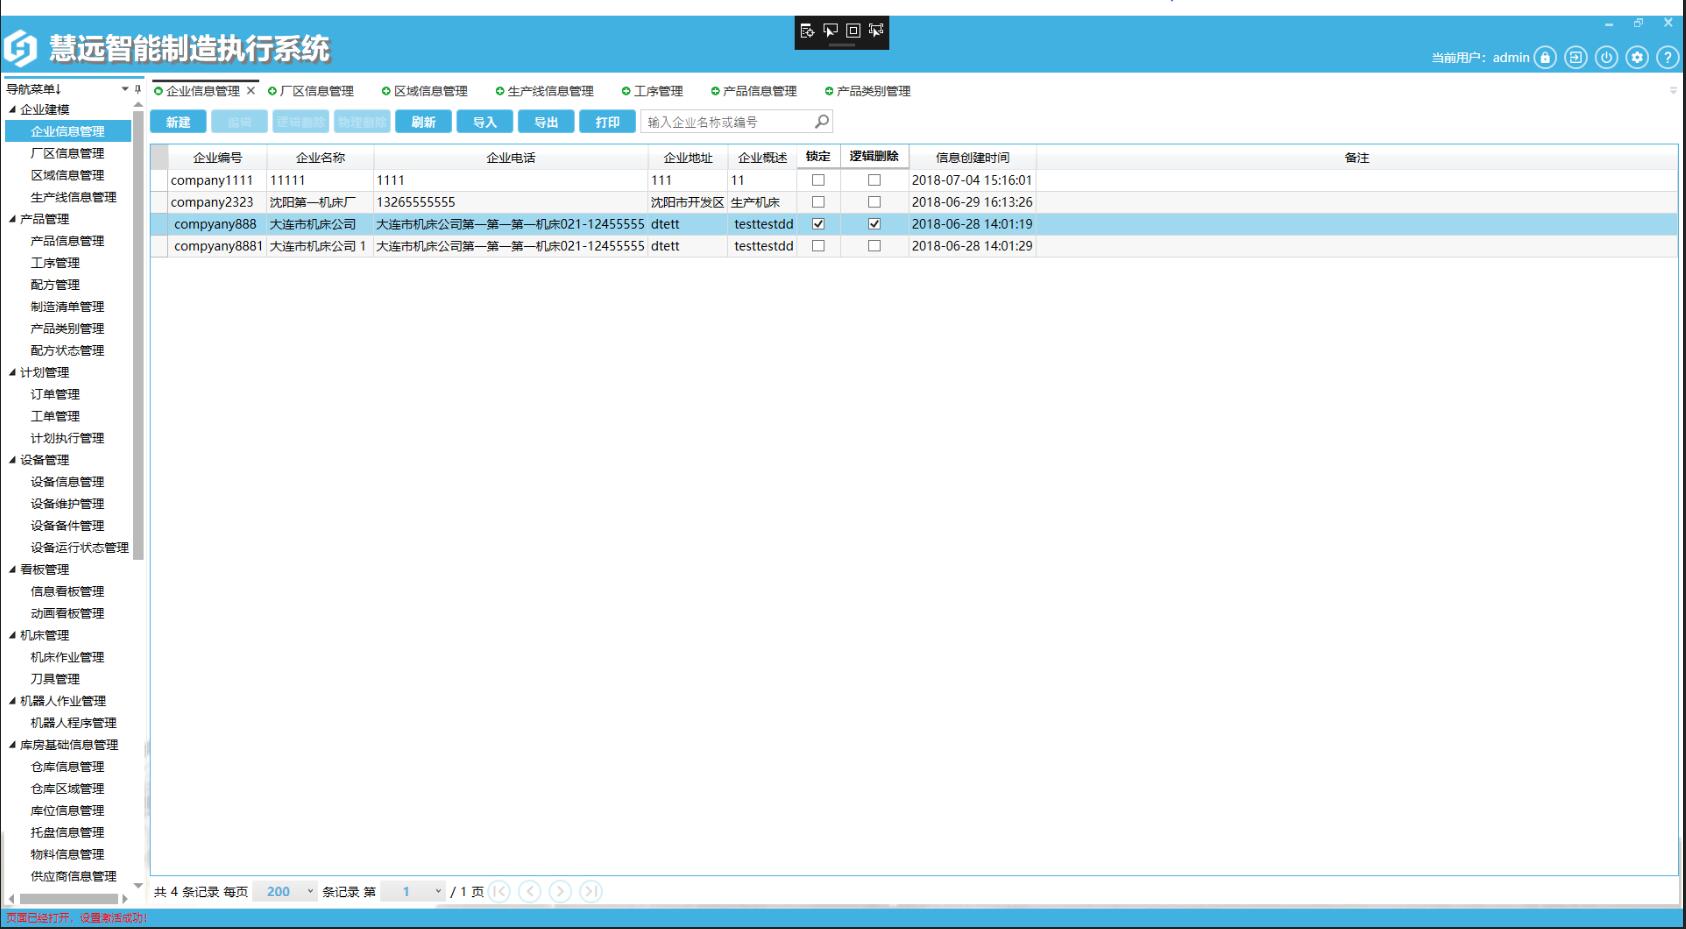 慧远智能制造执行系统
当前用户：admin
导航菜单↓
企业建模
企业信息管理
厂区信息管理
区域信息管理
生产线信息管理
产品管理
产品信息管理
工序管理
配方管理
制造清单管理
产品类别管理
配方状态管理
计划管理
订单管理
工单管理
计划执行管理
设备管理
设备信息管理
设备维护管理
设备备件管理
设备运行状态管理
看板管理
信息看板管理
动画看板管理
机床管理
机床作业管理
刀具管理
机器人作业管理
机器人程序管理
库房基础信息管理
仓库信息管理
仓库区域管理
库位信息管理
托盘信息管理
物料信息管理
供应商信息管理
企业信息管理 厂区信息管理 区域信息管理 生产线信息管理 工序管理 产品信息管理 产品类别管理
新建 编辑 逻辑删除 物理删除 刷新 导入 导出 打印 输入企业名称或编号
企业编号 企业名称 企业电话 企业地址 企业概述 锁定 逻辑删除 信息创建时间 备注
company1111 11111 1111 111 11 2018-07-04 15:16:01
company2323 沈阳第一机床厂 13265555555 沈阳市开发区 生产机床 2018-06-29 16:13:26
compyany888 大连市机床公司 大连市机床公司第一第一第一机床021-12455555 dtett testtestdd 2018-06-28 14:01:19
compyany8881 大连市机床公司 1 大连市机床公司第一第一第一机床021-12455555 dtett testtestdd 2018-06-28 14:01:29
共 4 条记录 每页 200 条记录 第 1 / 1 页
页面已经打开，设置激活成功!